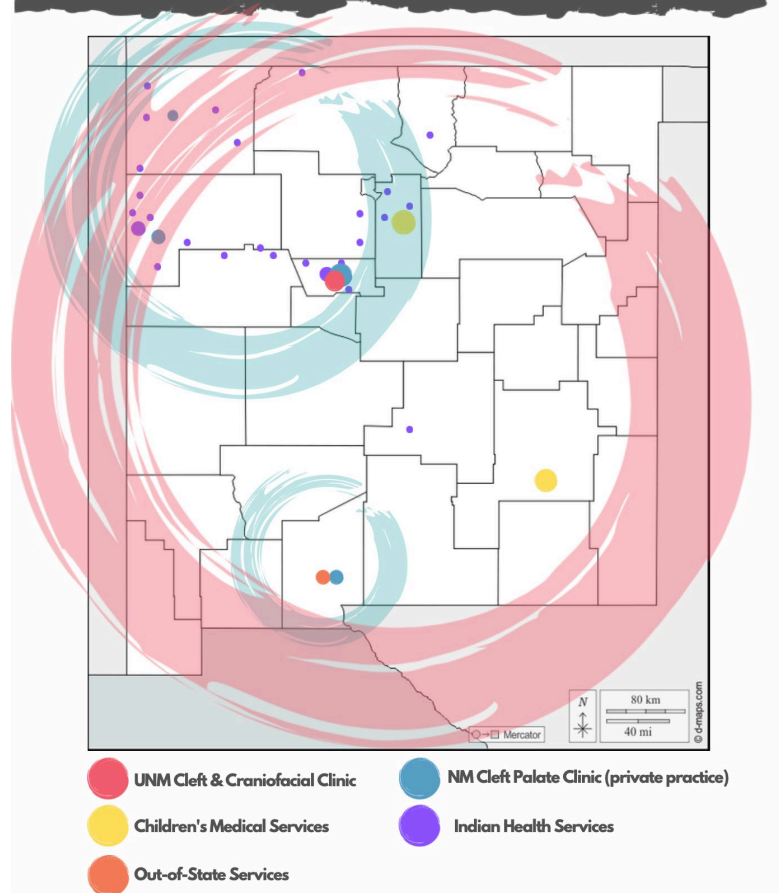 N
80 km
40 mi
Mercator
© d-maps.com
UNM Cleft & Craniofacial Clinic
NM Cleft Palate Clinic (private practice)
Children's Medical Services
Indian Health Services
Out-of-State Services